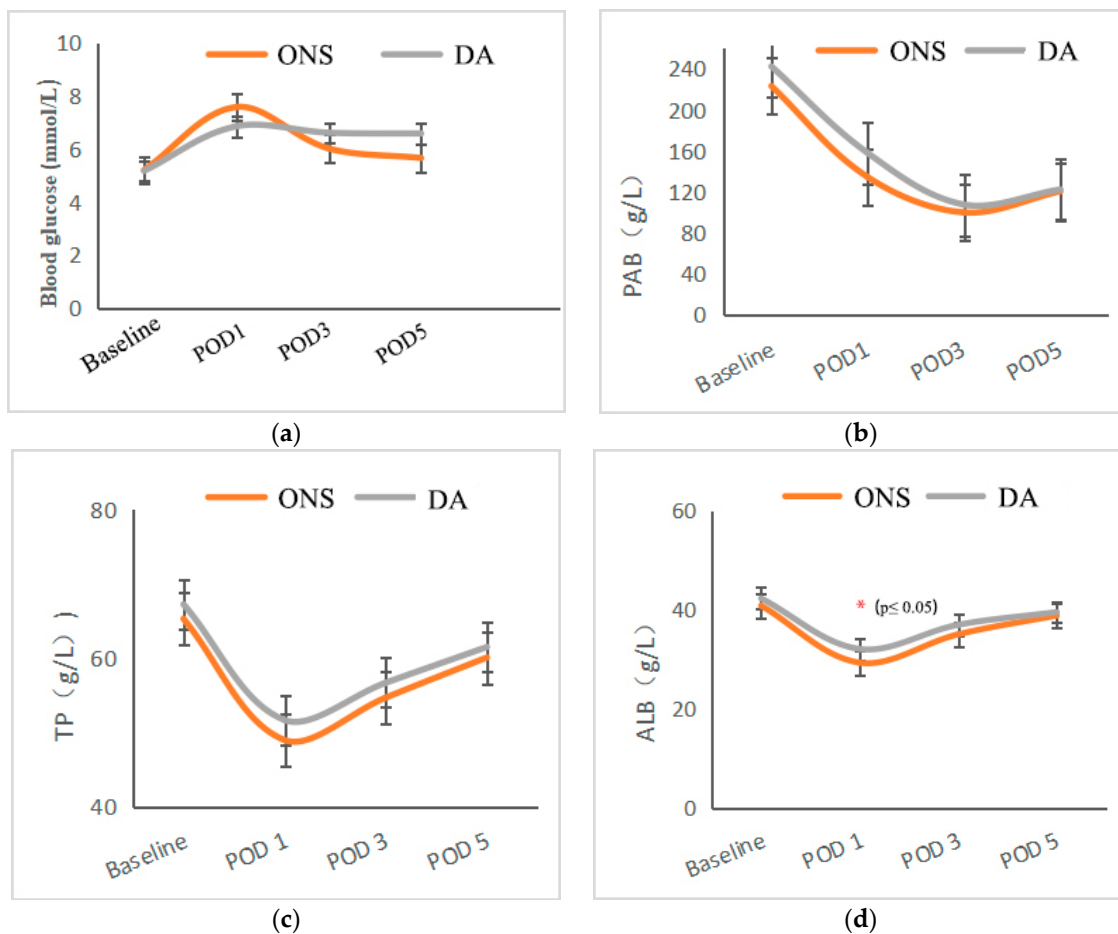 ONS DA
10
8
6
4
2
0
Blood glucose (mmol/L)
Baseline POD1 POD3 POD5
(a)
ONS DA
240
200
160
120
80
40
0
PAB（g/L）
Baseline POD1 POD3 POD5
(b)
ONS DA
80
60
40
TP（g/L））
Baseline POD 1 POD 3 POD 5
(c)
ONS DA
60
40
20
0
ALB（g/L）
* (p≤ 0.05)
Baseline POD 1 POD 3 POD 5
(d)